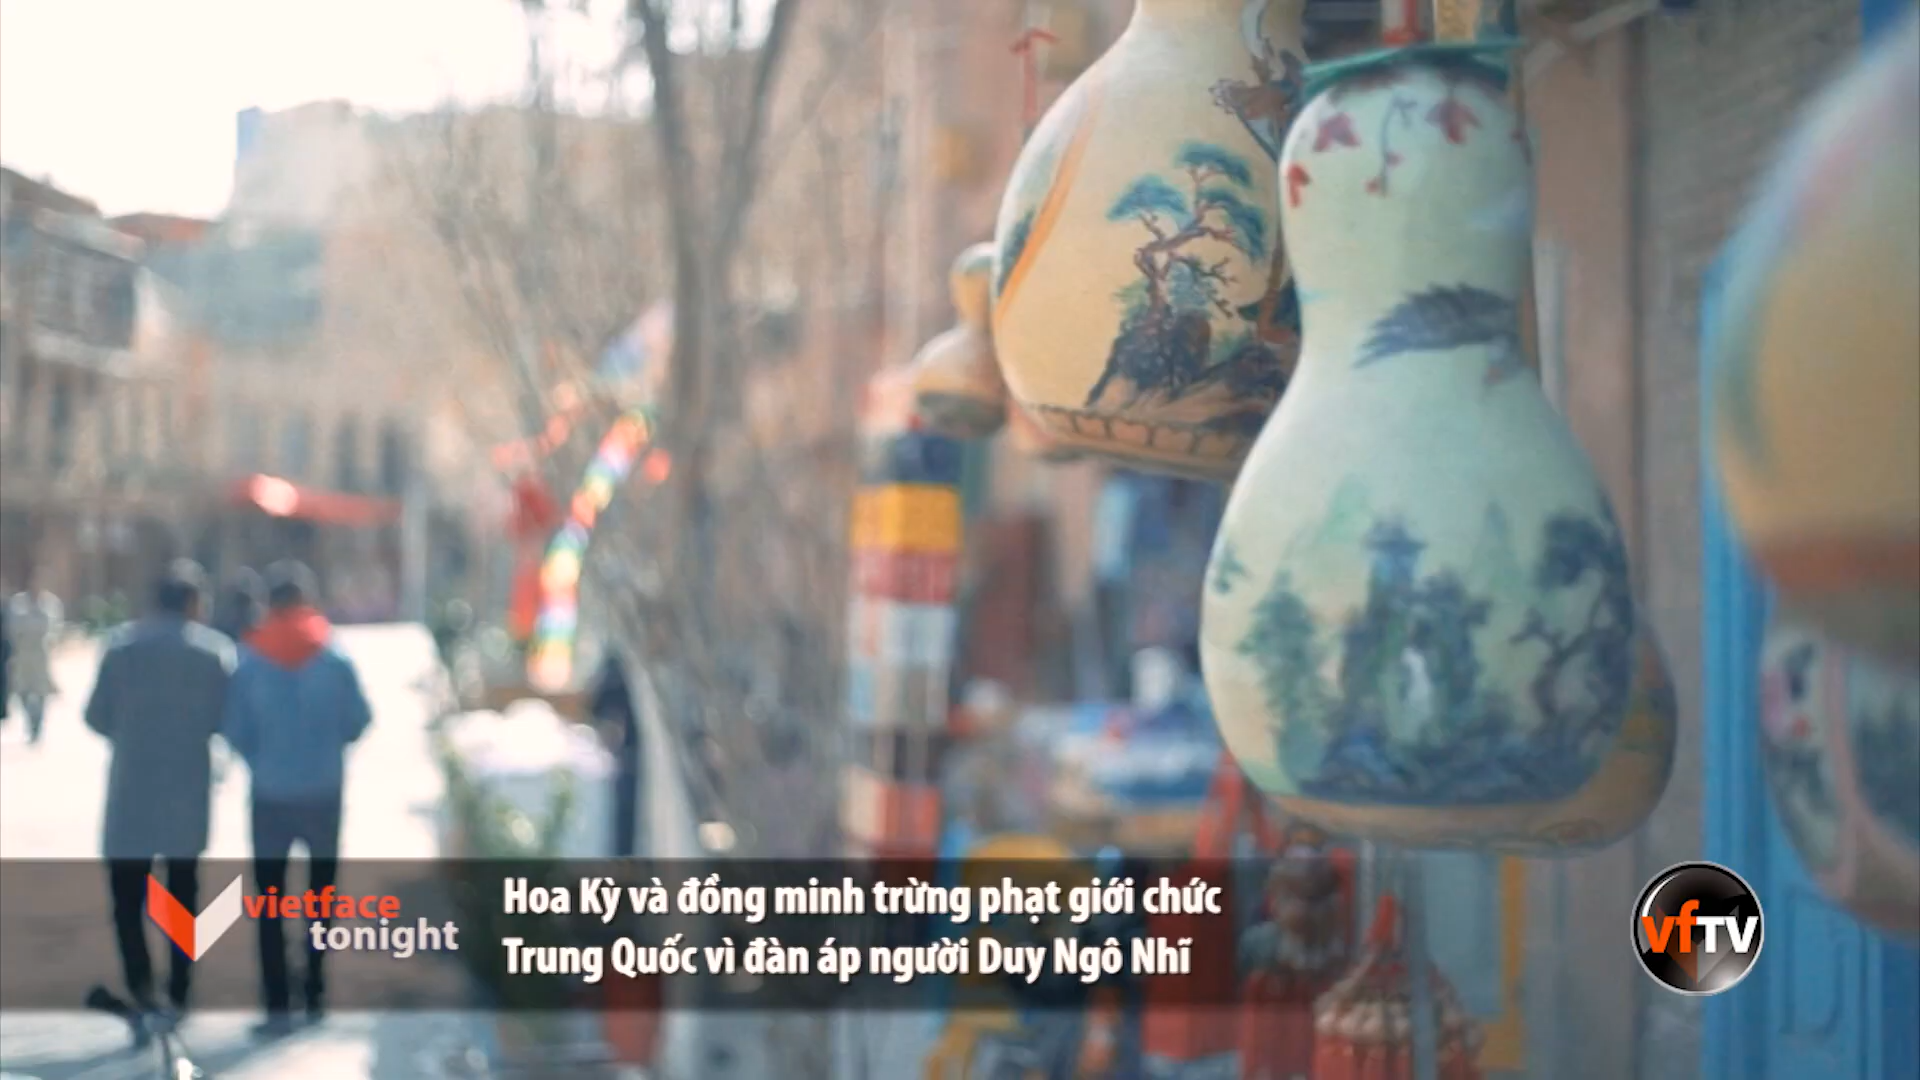 vietface
tonight
Hoa Kỳ và đồng minh trừng phạt giới chức
Trung Quốc vì đàn áp người Duy Ngô Nhĩ
vfTV